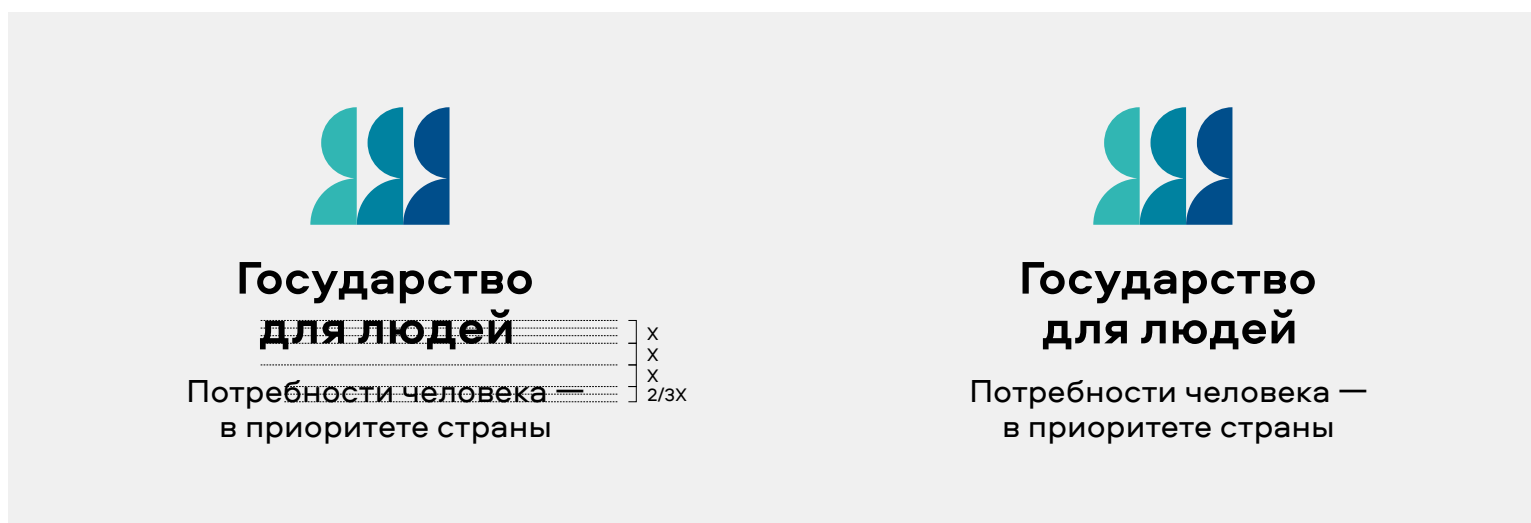 Государство
для людей
X
X
X
2/3X
Потребности человека —
в приоритете страны
Государство
для людей
Потребности человека —
в приоритете страны